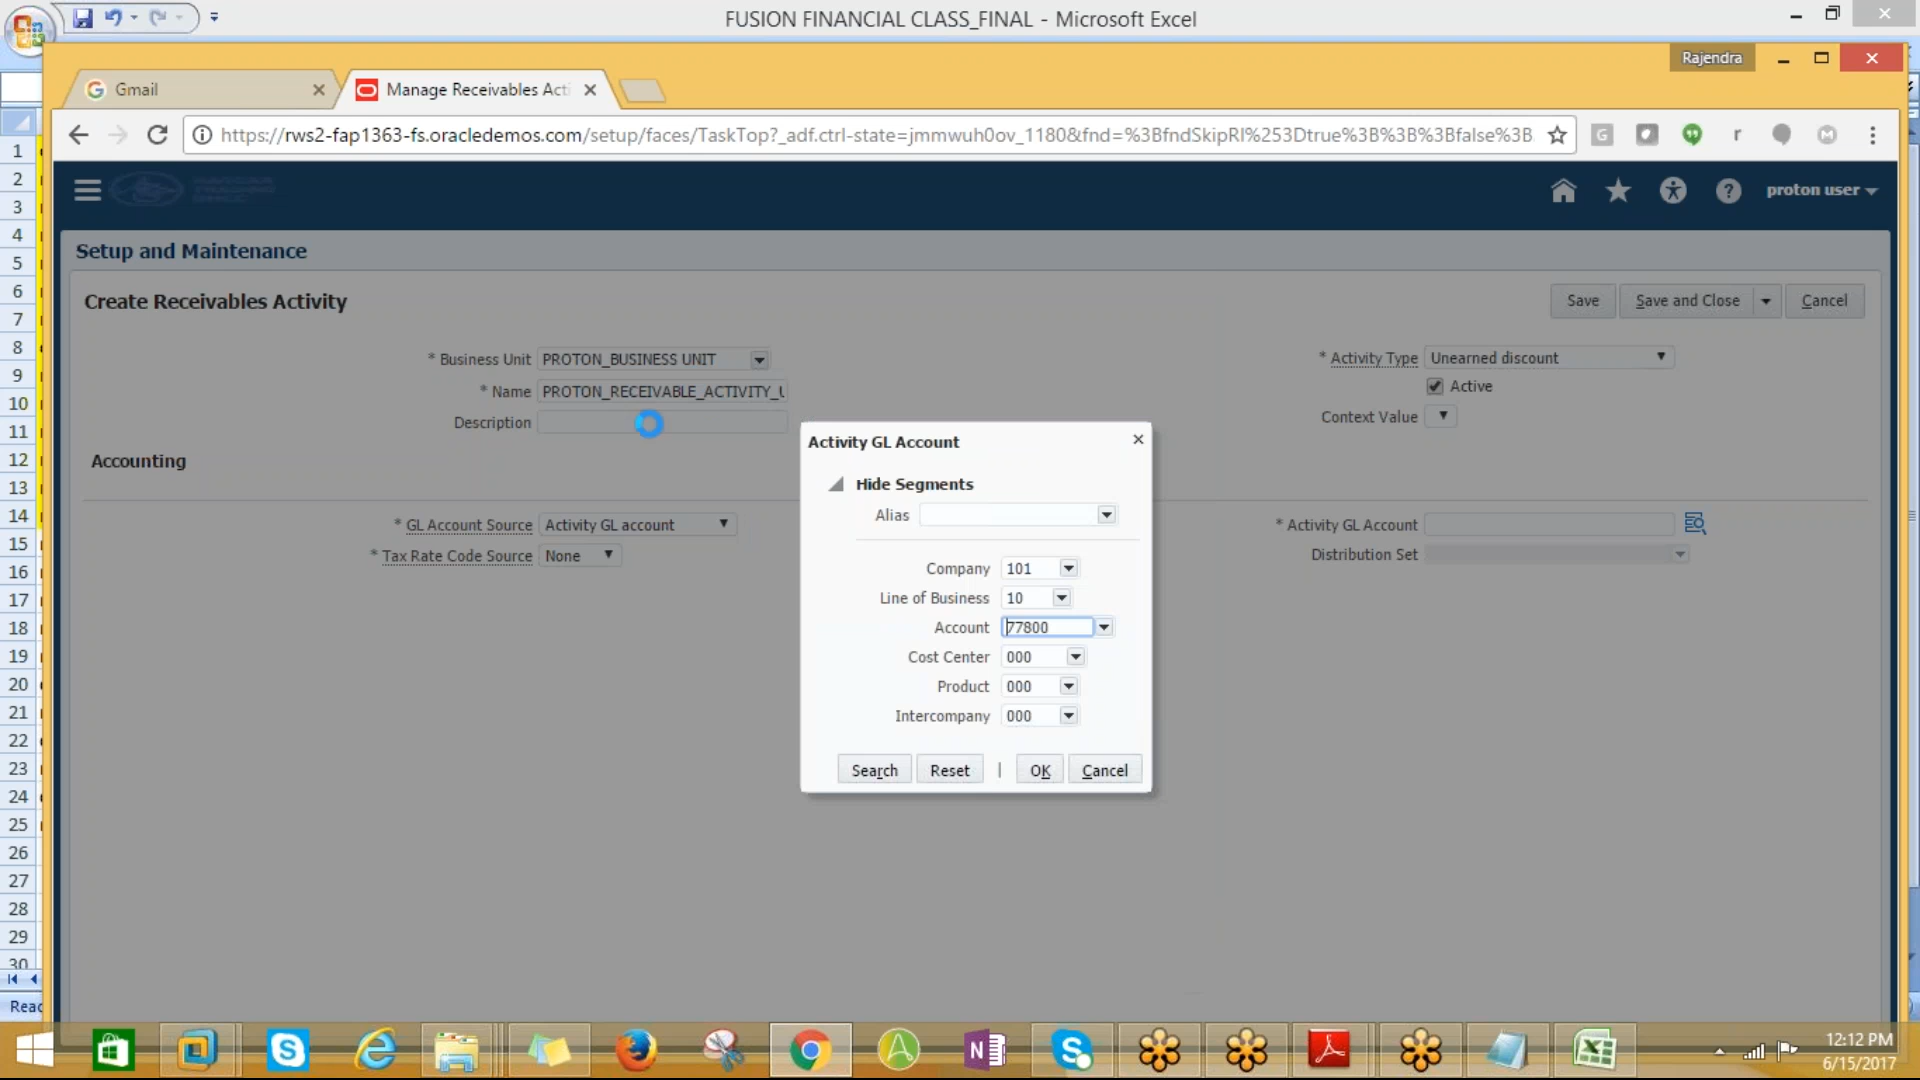 FUSION FINANCIAL CLASS_FINAL - Microsoft Excel
Rajendra
Gmail
Manage Receivables Acti
https://rws2-fap1363-fs.oracledemos.com/setup/faces/TaskTop?_adf.ctrl-state=jmmwuh0ov_1180&fnd=%3BfndSkipRI%253Dtrue%3B%3B%3Bfalse%3B
proton user
Setup and Maintenance
Create Receivables Activity
Save
Save and Close
Cancel
* Business Unit PROTON_BUSINESS UNIT
* Name PROTON_RECEIVABLE_ACTIVITY_U
Description
* Activity Type Unearned discount
Active
Context Value
Accounting
* GL Account Source Activity GL account
* Tax Rate Code Source None
* Activity GL Account
Distribution Set
Activity GL Account
Hide Segments
Alias
Company 101
Line of Business 10
Account 77800
Cost Center 000
Product 000
Intercompany 000
Search
Reset
|
OK
Cancel
1
2
3
4
5
6
7
8
9
10
11
12
13
14
15
16
17
18
19
20
21
22
23
24
25
26
27
28
29
30
Read
12:12 PM
6/15/2017